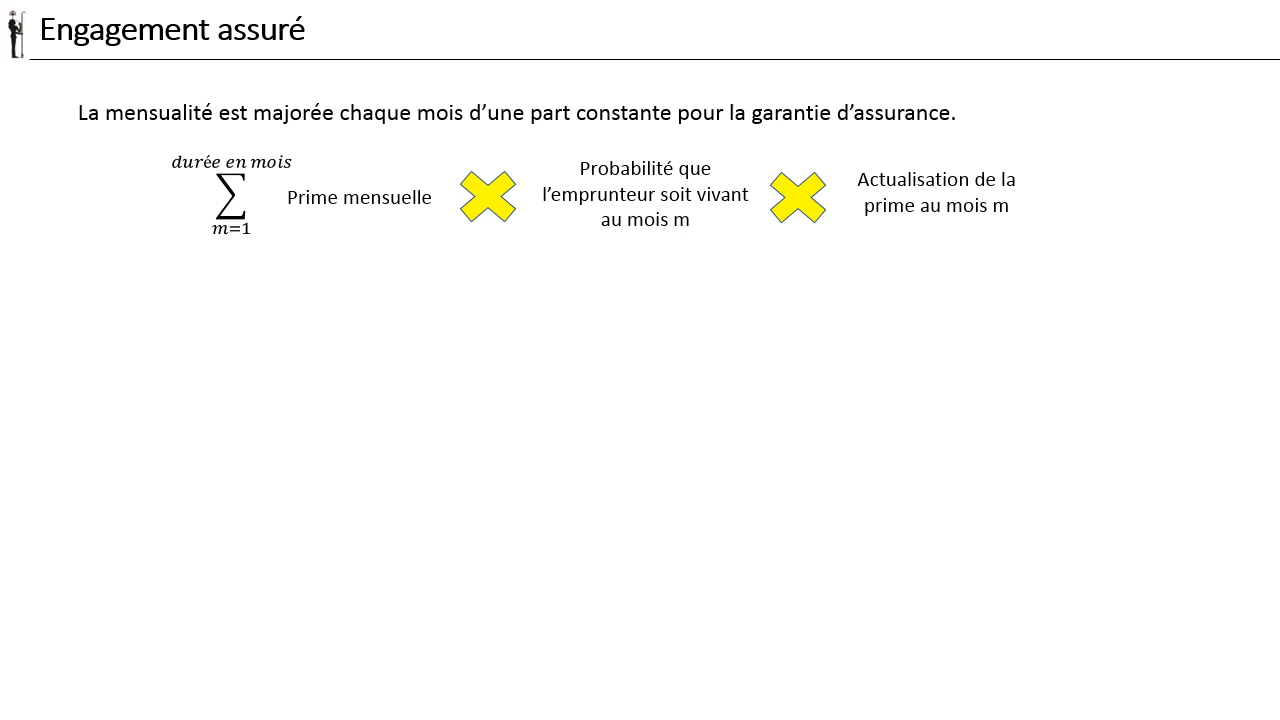 Engagement assuré
La mensualité est majorée chaque mois d’une part constante pour la garantie d’assurance.
durée en mois
∑
m=1
Prime mensuelle
Probabilité que
l’emprunteur soit vivant
au mois m
Actualisation de la
prime au mois m